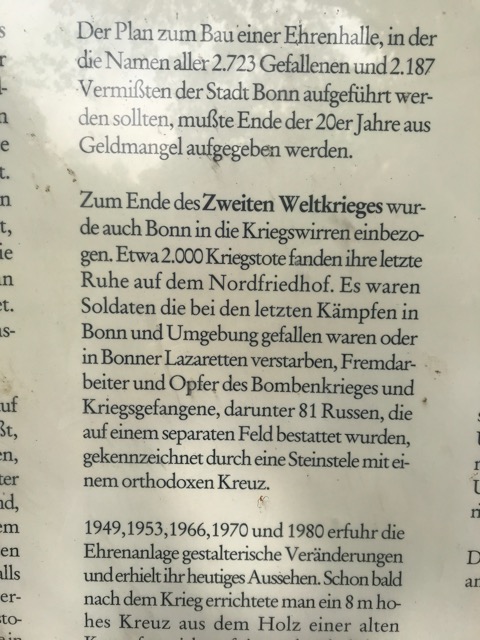 Der Plan zum Bau einer Ehrenhalle, in der
die Namen aller 2.723 Gefallenen und 2.187
Vermißten der Stadt Bonn aufgeführt wer-
den sollten, mußte Ende der 20er Jahre aus
Geldmangel aufgegeben werden.
Zum Ende des Zweiten Weltkrieges wur-
de auch Bonn in die Kriegswirren einbezo-
gen. Etwa 2.000 Kriegstote fanden ihre letzte
Ruhe auf dem Nordfriedhof. Es waren
Soldaten die bei den letzten Kämpfen in
Bonn und Umgebung gefallen waren oder
in Bonner Lazaretten verstarben, Fremdar-
beiter und Opfer des Bombenkrieges und
Kriegsgefangene, darunter 81 Russen, die
auf einem separaten Feld bestattet wurden,
gekennzeichnet durch eine Steinstele mit ei-
nem orthodoxen Kreuz.
1949,1953,1966,1970 und 1980 erfuhr die
Ehrenanlage gestalterische Veränderungen
und erhielt ihr heutiges Aussehen. Schon bald
nach dem Krieg errichtete man ein 8 m ho-
hes Kreuz aus dem Holz einer alten